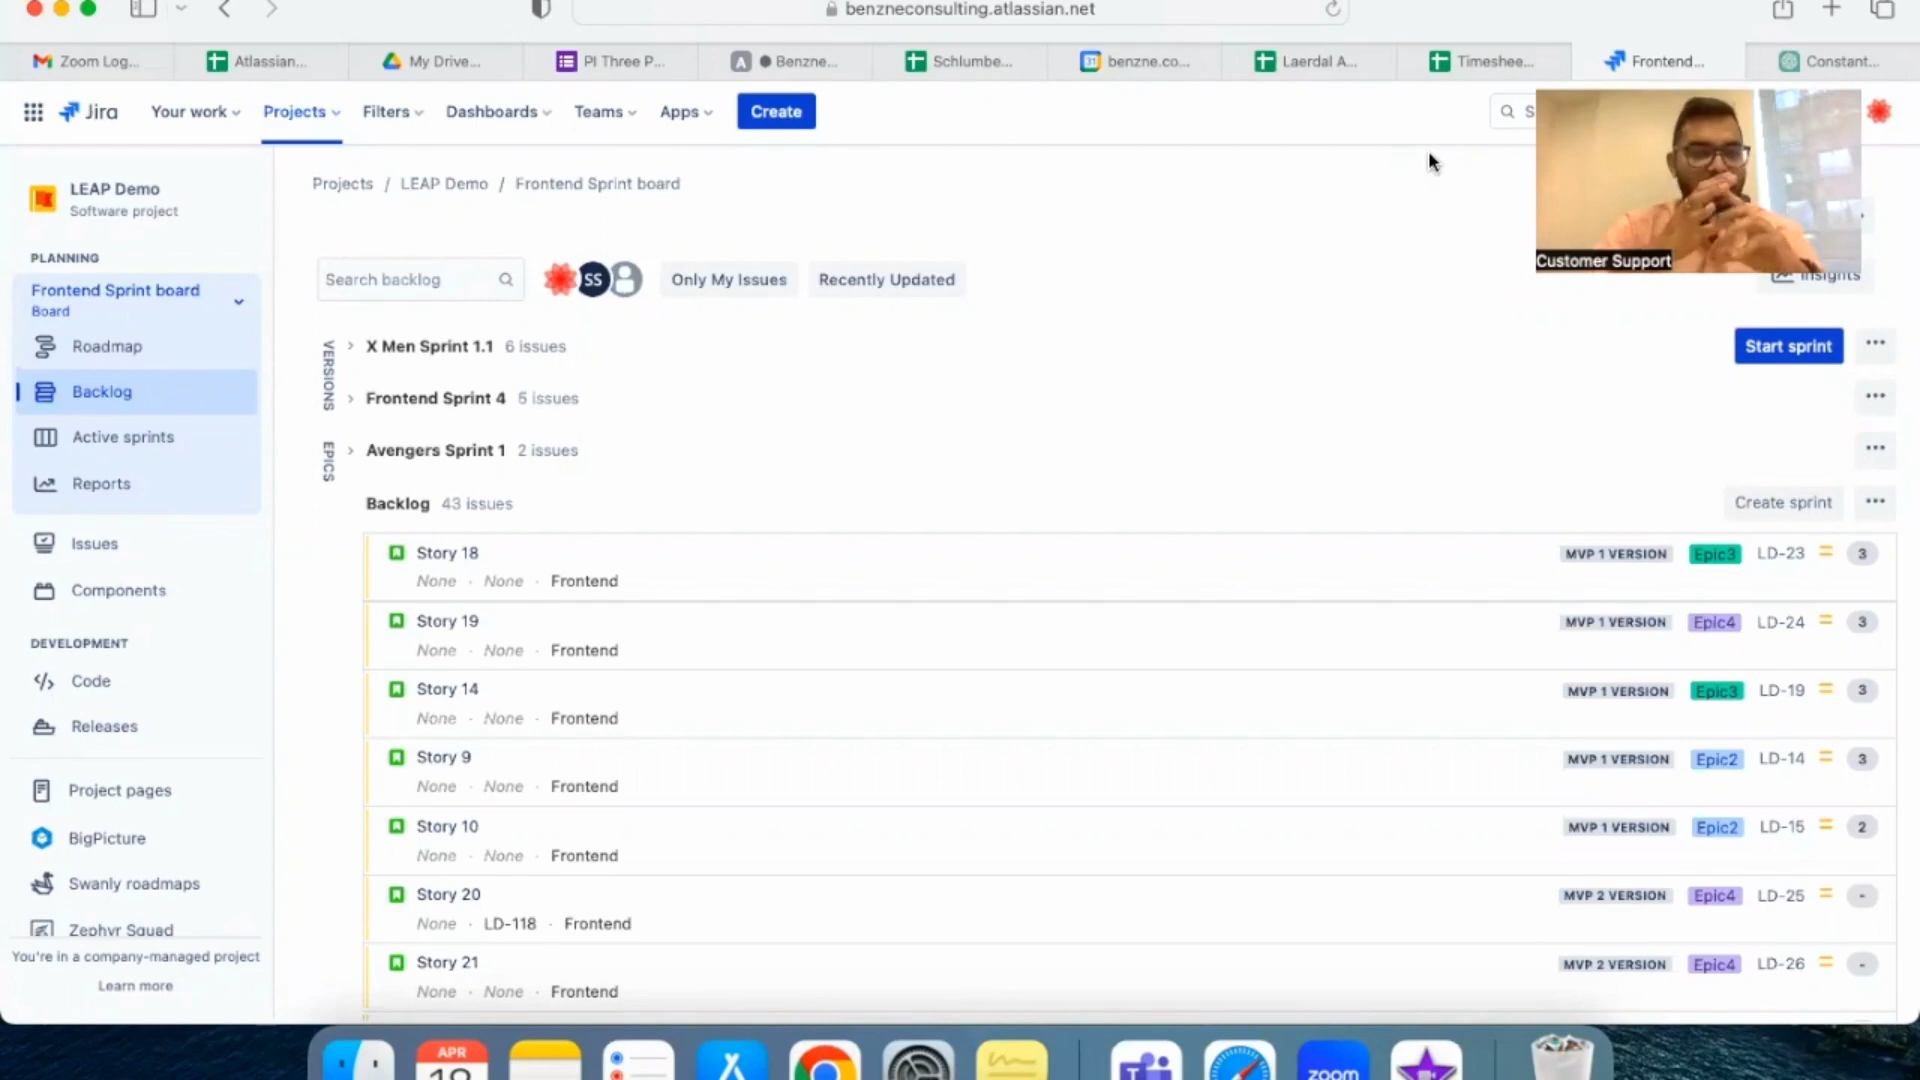 benzneconsulting.atlassian.net
Zoom Log...
Atlassian...
My Drive...
PI Three P...
Benzne...
Schlumbe...
benzne.co...
Laerdal A...
Timeshee...
Frontend...
Constant...
Jira
Your work
Projects
Filters
Dashboards
Teams
Apps
Create
S
LEAP Demo
Software project
PLANNING
Frontend Sprint board
Board
Roadmap
Backlog
Active sprints
Reports
Issues
Components
DEVELOPMENT
Code
Releases
Project pages
BigPicture
Swanly roadmaps
Zephyr Squad
You're in a company-managed project
Learn more
Projects / LEAP Demo / Frontend Sprint board
Customer Support
Search backlog
SS
Only My Issues
Recently Updated
Insights
VERSIONS
EPICS
X Men Sprint 1.1 6 issues
Start sprint
Frontend Sprint 4 5 issues
Avengers Sprint 1 2 issues
Backlog 43 issues
Create sprint
Story 18 MVP 1 VERSION Epic3 LD-23 3
None · None · Frontend
Story 19 MVP 1 VERSION Epic4 LD-24 3
None · None · Frontend
Story 14 MVP 1 VERSION Epic3 LD-19 3
None · None · Frontend
Story 9 MVP 1 VERSION Epic2 LD-14 3
None · None · Frontend
Story 10 MVP 1 VERSION Epic2 LD-15 2
None · None · Frontend
Story 20 MVP 2 VERSION Epic4 LD-25 -
None · LD-118 · Frontend
Story 21 MVP 2 VERSION Epic4 LD-26 -
None · None · Frontend
APR
zoom